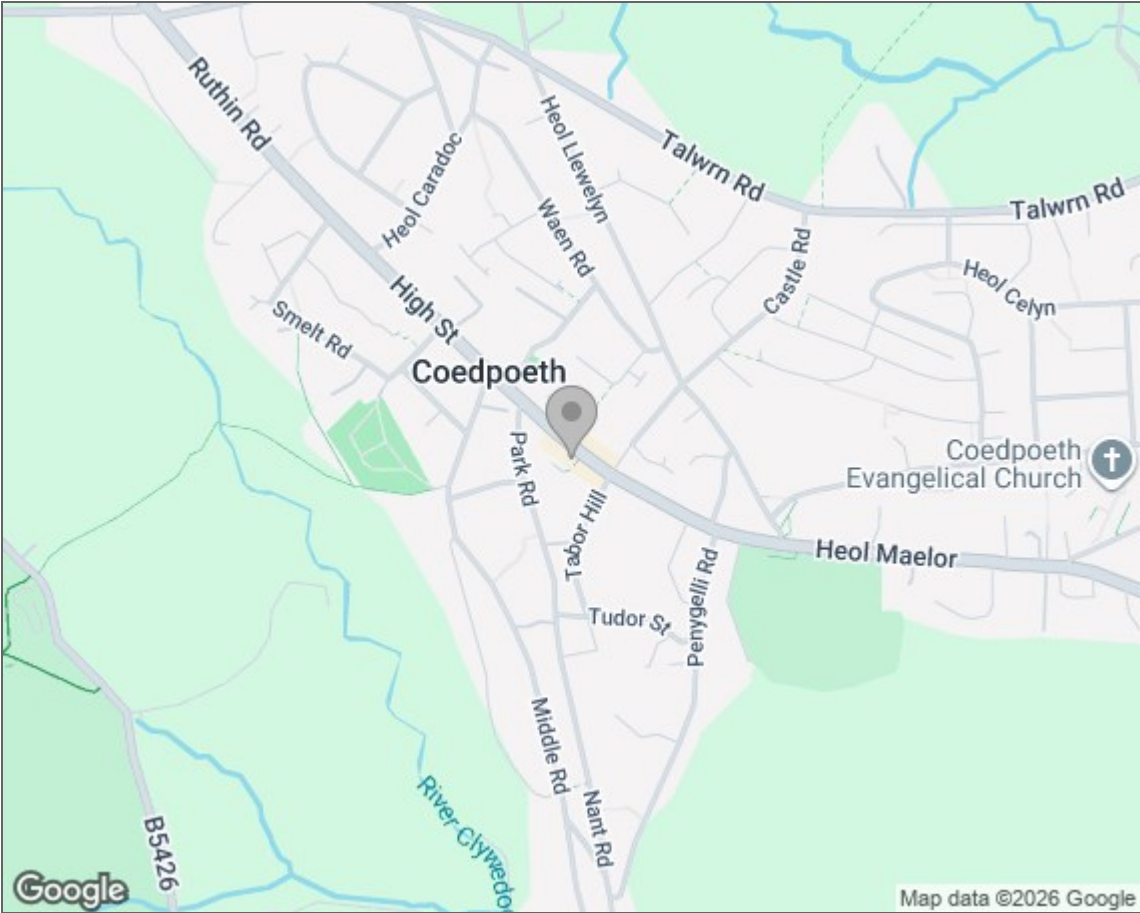 Ruthin Rd
Heol Caradoc
Heol Llewelyn
Talwrn Rd
Talwrn Rd
Waen Rd
Castle Rd
Heol Celyn
High St
Smelt Rd
Coedpoeth
Park Rd
Coedpoeth
Evangelical Church
Tabor Hill
Heol Maelor
Penygelli Rd
Tudor St
Middle Rd
Nant Rd
River Clywedo
B5426
Google
Map data ©2026 Google